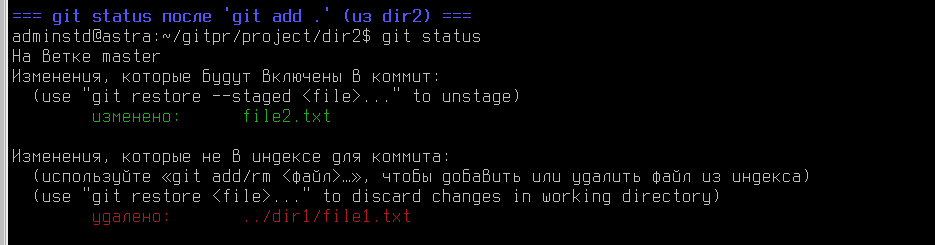 === git status после 'git add .' (из dir2) ===
adminstd@astra:~/gitpr/project/dir2$ git status
На ветке master
Изменения, которые будут включены в коммит:
  (use "git restore --staged <file>..." to unstage)
        изменено:      file2.txt

Изменения, которые не в индексе для коммита:
  (используйте «git add/rm <файл>…», чтобы добавить или удалить файл из индекса)
  (use "git restore <file>..." to discard changes in working directory)
        удалено:       ../dir1/file1.txt